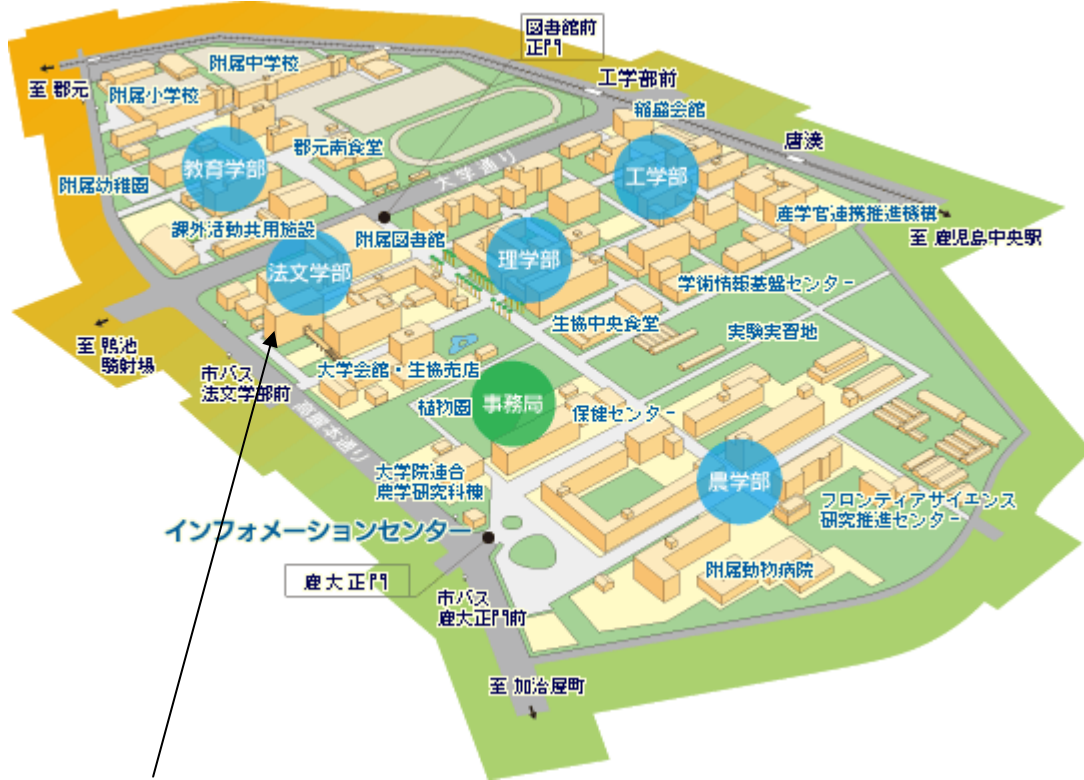 図書館前
正門
附属中学校
工学部前
至 郡元
附属小学校
稲盛会館
郡元南食堂
唐湊
教育学部
大学通り
工学部
附属幼稚園
産学官連携推進機構
課外活動共用施設
附属図書館
至 鹿児島中央駅
法文学部
理学部
学術情報基盤センター
生協中央食堂
実験実習地
至 鴨池
騎射場
市バス
法文学部前
大学会館・生協売店
植物園
事務局
保健センター
大学院連合
農学研究科棟
農学部
フロンティアサイエンス
研究推進センター
インフォメーションセンター
附属動物病院
鹿大正門
市バス
鹿大正門前
至 加治屋町